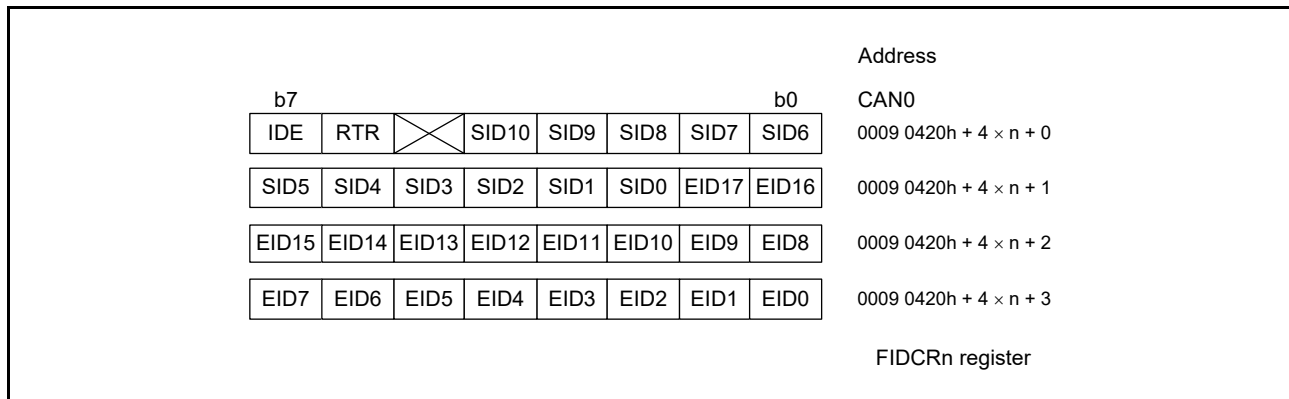 Address
b7 b0 CAN0
IDE RTR SID10 SID9 SID8 SID7 SID6 0009 0420h + 4 × n + 0
SID5 SID4 SID3 SID2 SID1 SID0 EID17 EID16 0009 0420h + 4 × n + 1
EID15 EID14 EID13 EID12 EID11 EID10 EID9 EID8 0009 0420h + 4 × n + 2
EID7 EID6 EID5 EID4 EID3 EID2 EID1 EID0 0009 0420h + 4 × n + 3
FIDCRn register